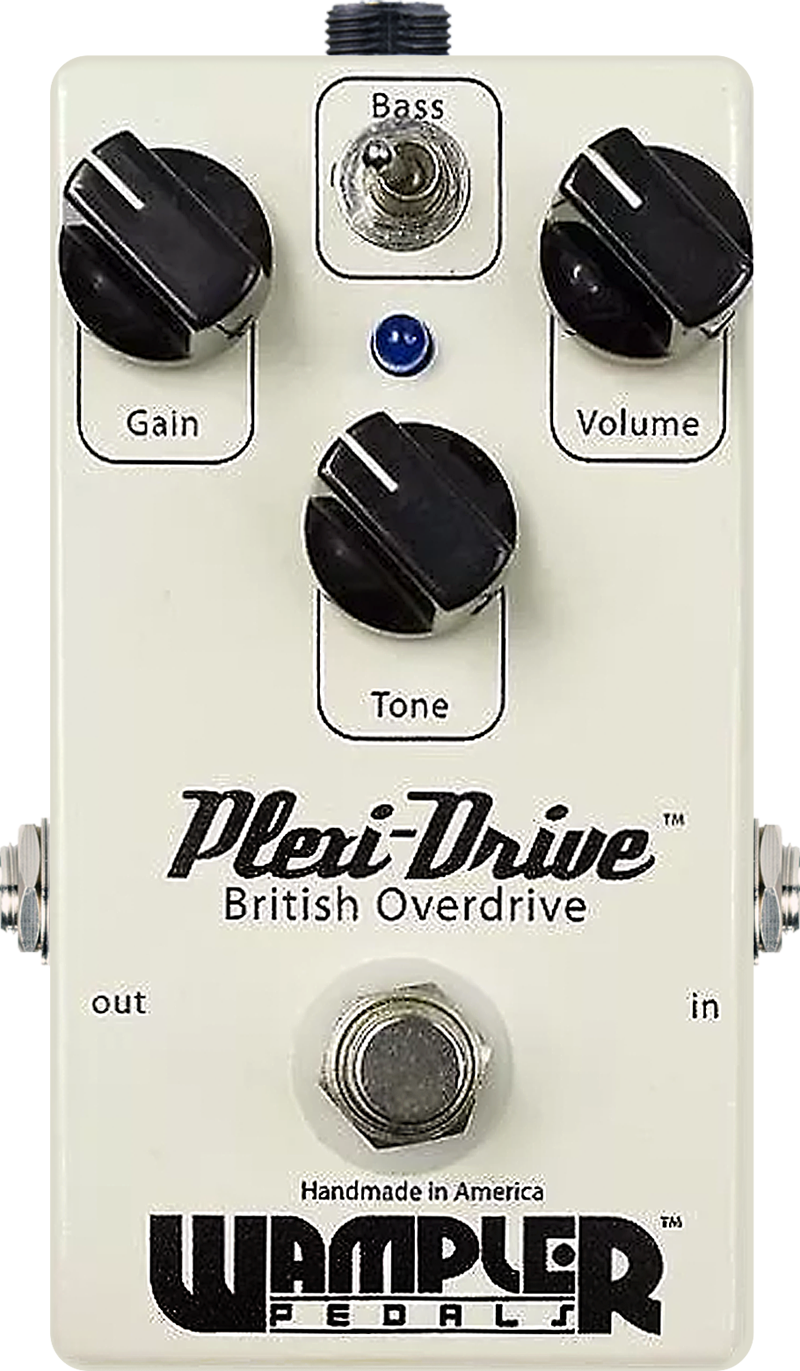 Bass
Gain
Volume
Tone
Plexi-Drive™
British Overdrive
out
in
Handmade in America
WAMPLER™
PEDALS